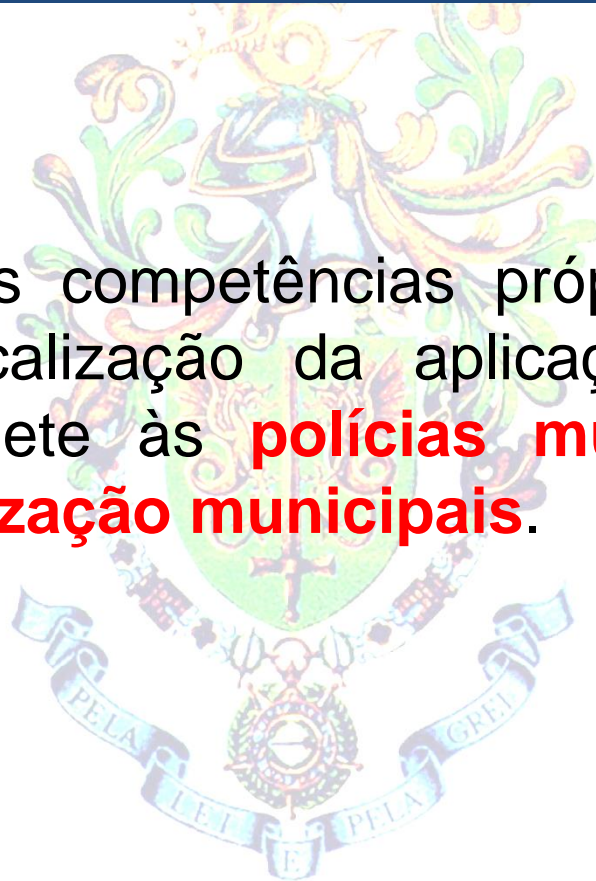 s competências próp
calização da aplicaç
ete às polícias mu
zação municipais.
PELA LEI E PELA GREI